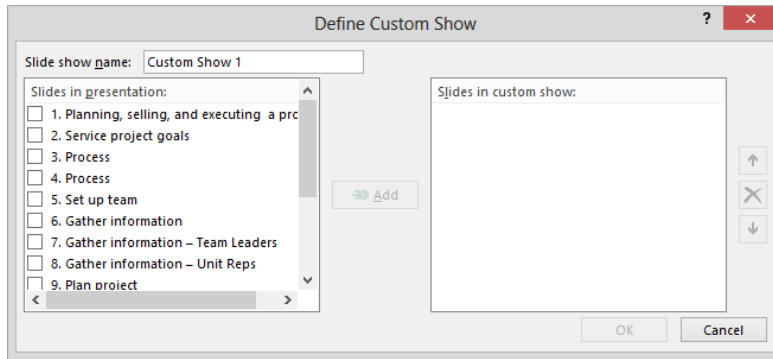 Define Custom Show
?
Slide show name: Custom Show 1
Slides in presentation:
1. Planning, selling, and executing a pro
2. Service project goals
3. Process
4. Process
5. Set up team
6. Gather information
7. Gather information – Team Leaders
8. Gather information – Unit Reps
9. Plan project
Add
Slides in custom show:
OK
Cancel